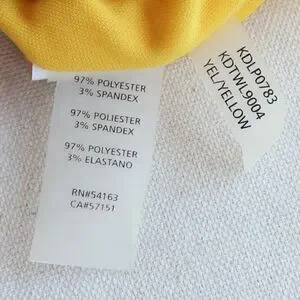 97% POLYESTER
3% SPANDEX
97% POLIESTER
3% SPANDEX
97% POLYESTER
3% ELASTANO
RN#54163
CA#57151
KDLP0783
KDTWL9004
YEL/YELLOW